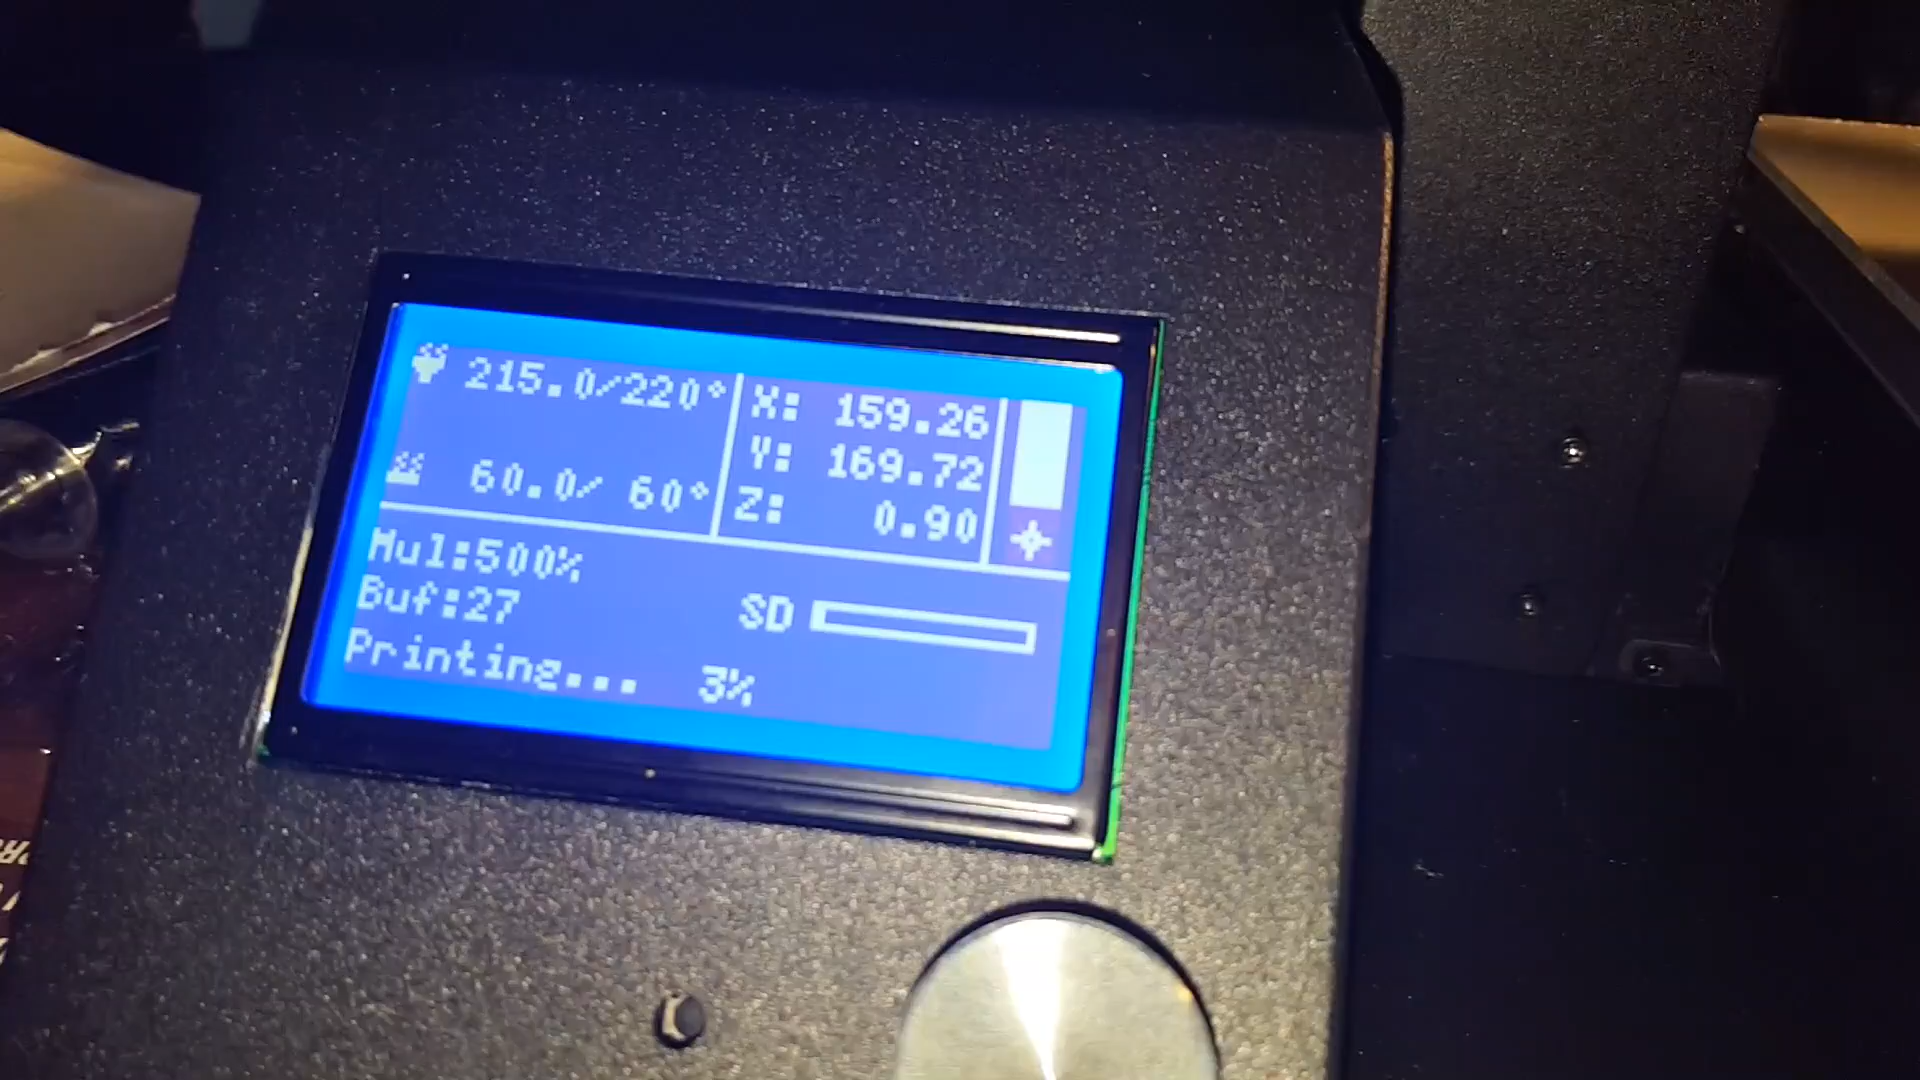 215.0/220°
60.0/ 60°
X: 159.26
Y: 169.72
Z: 0.90
Mul:500%
Buf:27
SD
Printing... 3%